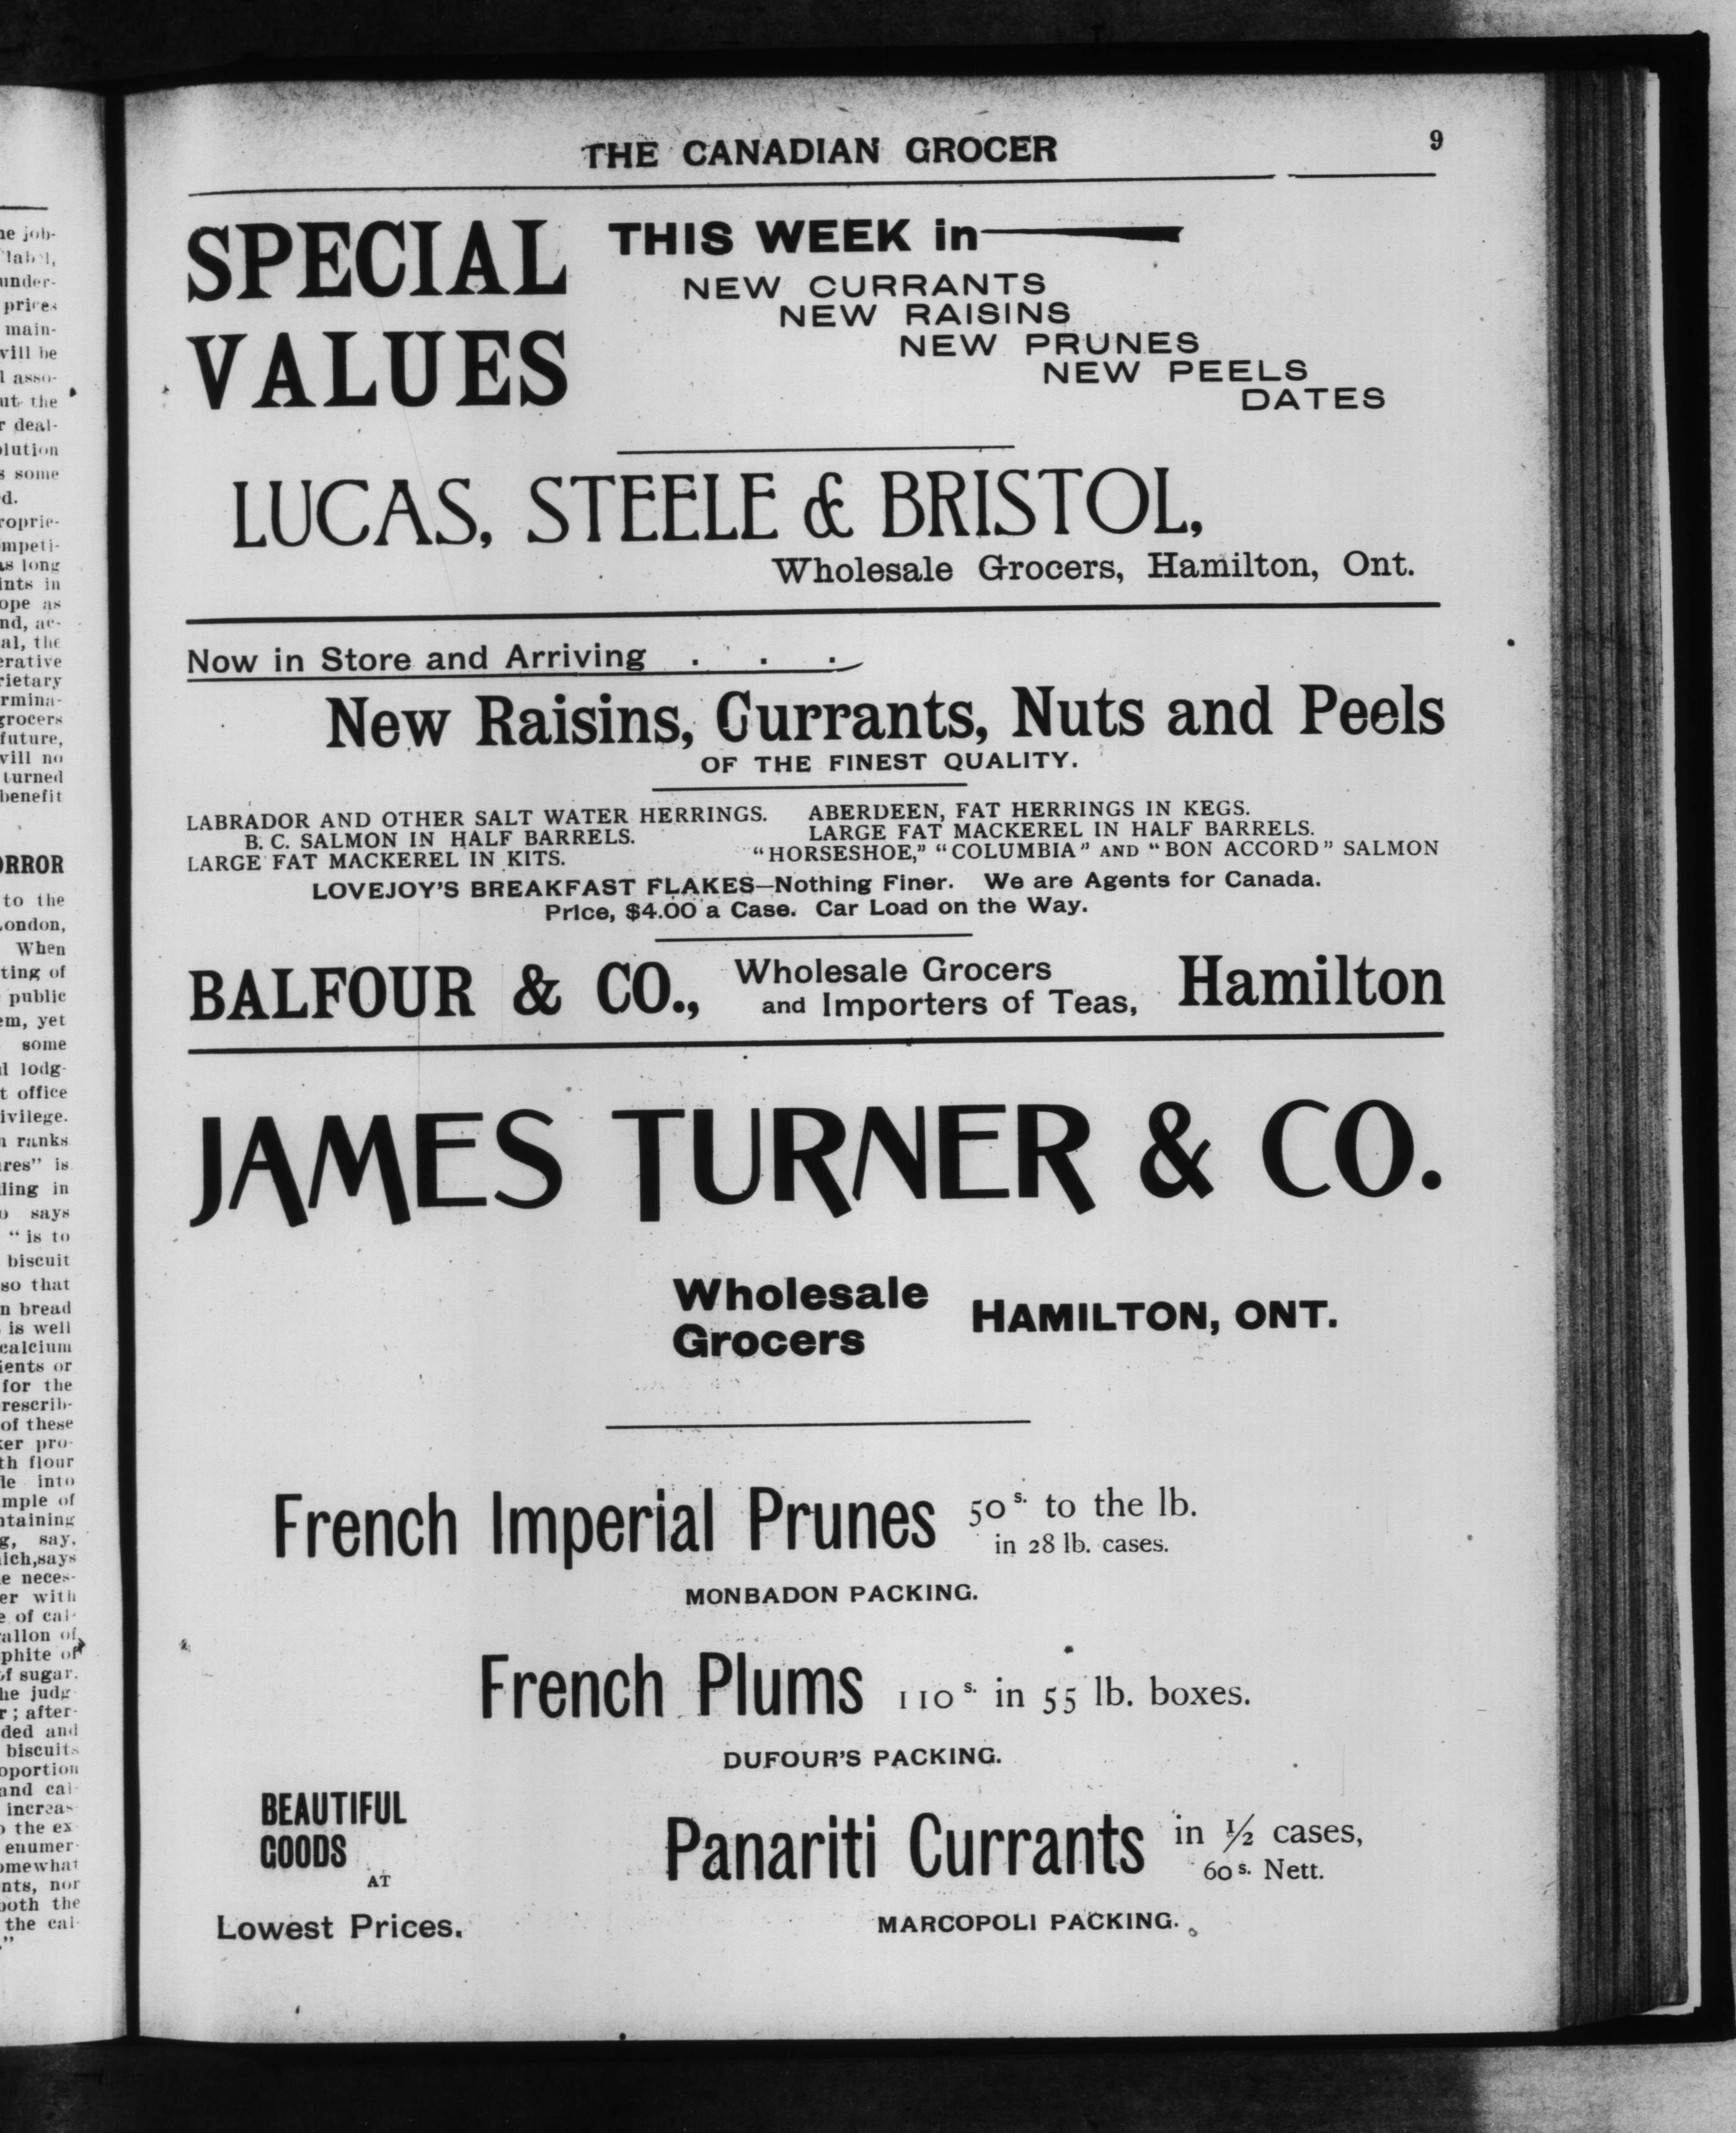 THE CANADIAN GROCER 9
SPECIAL
VALUES
THIS WEEK in
NEW CURRANTS
NEW RAISINS
NEW PRUNES
NEW PEELS
DATES
LUCAS, STEELE & BRISTOL,
Wholesale Grocers, Hamilton, Ont.
Now in Store and Arriving . . .
New Raisins, Currants, Nuts and Peels
OF THE FINEST QUALITY.
LABRADOR AND OTHER SALT WATER HERRINGS. ABERDEEN, FAT HERRINGS IN KEGS.
B. C. SALMON IN HALF BARRELS. LARGE FAT MACKEREL IN HALF BARRELS.
LARGE FAT MACKEREL IN KITS. "HORSESHOE," "COLUMBIA" AND "BON ACCORD" SALMON
LOVEJOY'S BREAKFAST FLAKES—Nothing Finer. We are Agents for Canada.
Price, $4.00 a Case. Car Load on the Way.
BALFOUR & CO., Wholesale Grocers
and Importers of Teas, Hamilton
JAMES TURNER & CO.
Wholesale
Grocers
HAMILTON, ONT.
French Imperial Prunes 50s. to the lb.
in 28 lb. cases.
MONBADON PACKING.
French Plums 110s. in 55 lb. boxes.
DUFOUR'S PACKING.
BEAUTIFUL
GOODS
AT
Lowest Prices.
Panariti Currants in ½ cases,
60s. Nett.
MARCOPOLI PACKING.